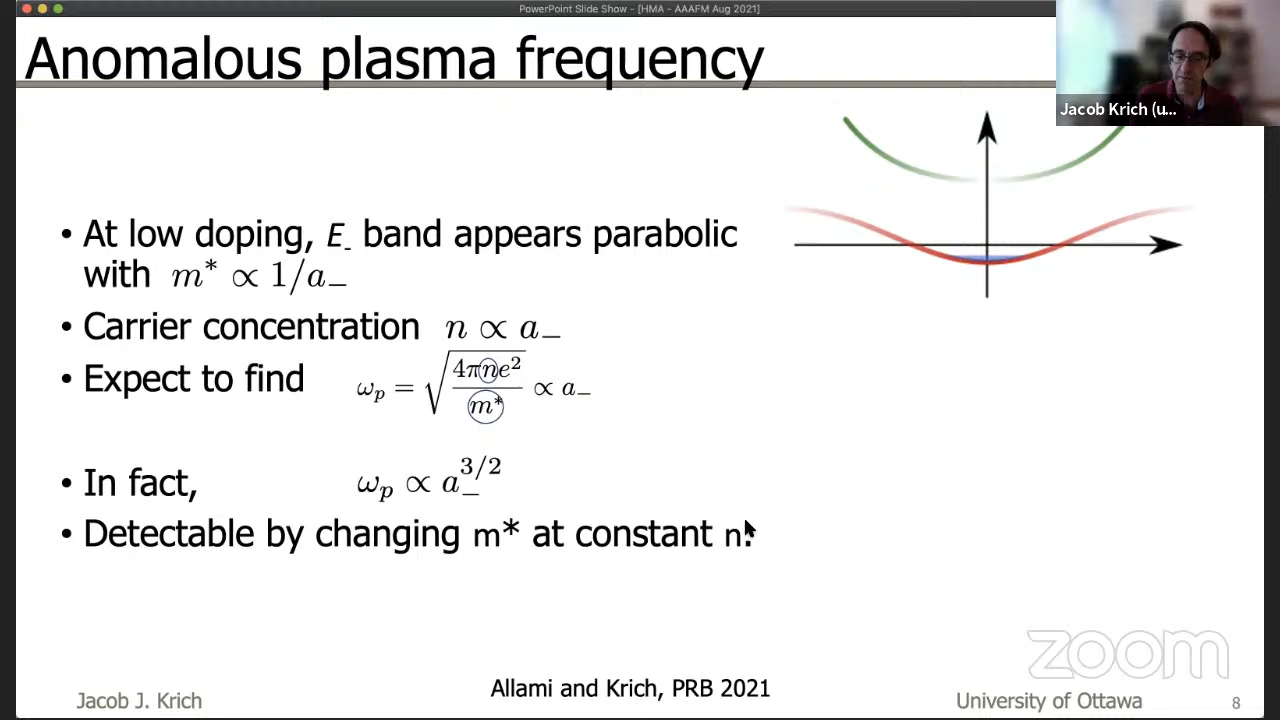 PowerPoint Slide Show - [HMA - AAAFM Aug 2021]
Anomalous plasma frequency
Jacob Krich (u...
• At low doping, E₋ band appears parabolic
with m* ∝ 1/a₋
• Carrier concentration n ∝ a₋
• Expect to find ωₚ = √(4πne²/m*) ∝ a₋
• In fact, ωₚ ∝ a₋^{3/2}
• Detectable by changing m* at constant n!
zoom
Jacob J. Krich
Allami and Krich, PRB 2021
University of Ottawa
8